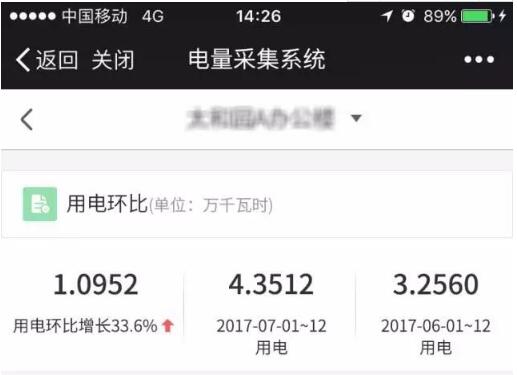 中国移动 4G 14:26 89%
返回 关闭 电量采集系统
用电环比(单位：万千瓦时)
1.0952 4.3512 3.2560
用电环比增长33.6% 2017-07-01~12 2017-06-01~12
用电 用电